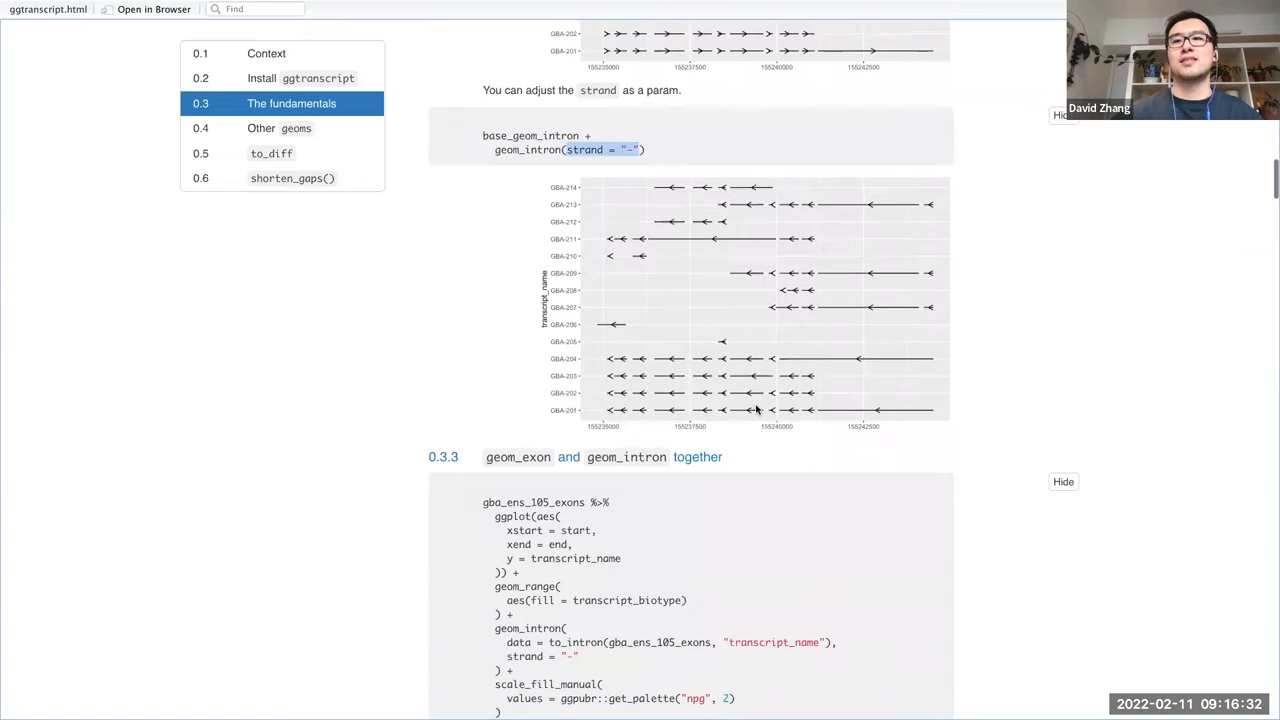 ggtranscript.html
Open in Browser
Find
0.1 Context
0.2 Install ggtranscript
0.3 The fundamentals
0.4 Other geoms
0.5 to_diff
0.6 shorten_gaps()
David Zhang
GBA-202
GBA-201
155235000 155237500 155240000 155242500
You can adjust the strand as a param.
Hid
base_geom_intron +
geom_intron(strand = "-")
GBA-214
GBA-213
GBA-212
GBA-211
GBA-210
GBA-209
GBA-208
GBA-207
GBA-206
GBA-205
GBA-204
GBA-203
GBA-202
GBA-201
transcript_name
155235000 155237500 155240000 155242500
0.3.3 geom_exon and geom_intron together
Hide
gba_ens_105_exons %>%
ggplot(aes(
xstart = start,
xend = end,
y = transcript_name
)) +
geom_range(
aes(fill = transcript_biotype)
) +
geom_intron(
data = to_intron(gba_ens_105_exons, "transcript_name"),
strand = "-"
) +
scale_fill_manual(
values = ggpubr::get_palette("npg", 2)
)
2022-02-11 09:16:32